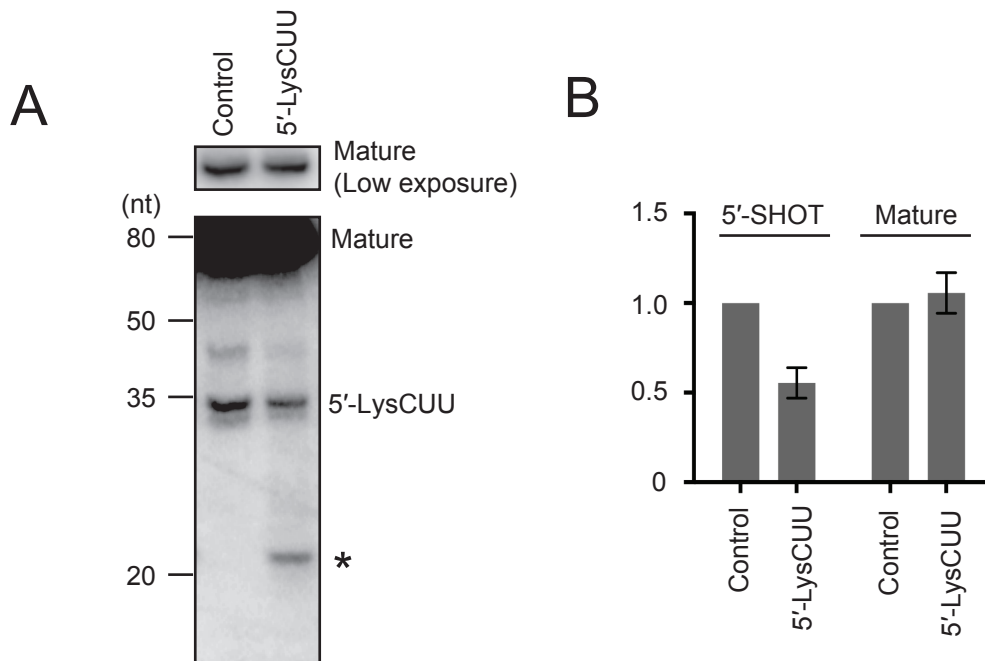 A
Control
5′-LysCUU
Mature
(Low exposure)
(nt)
80
Mature
50
35
5′-LysCUU
20
*
B
1.5
5′-SHOT
Mature
1.0
0.5
0
Control
5′-LysCUU
Control
5′-LysCUU